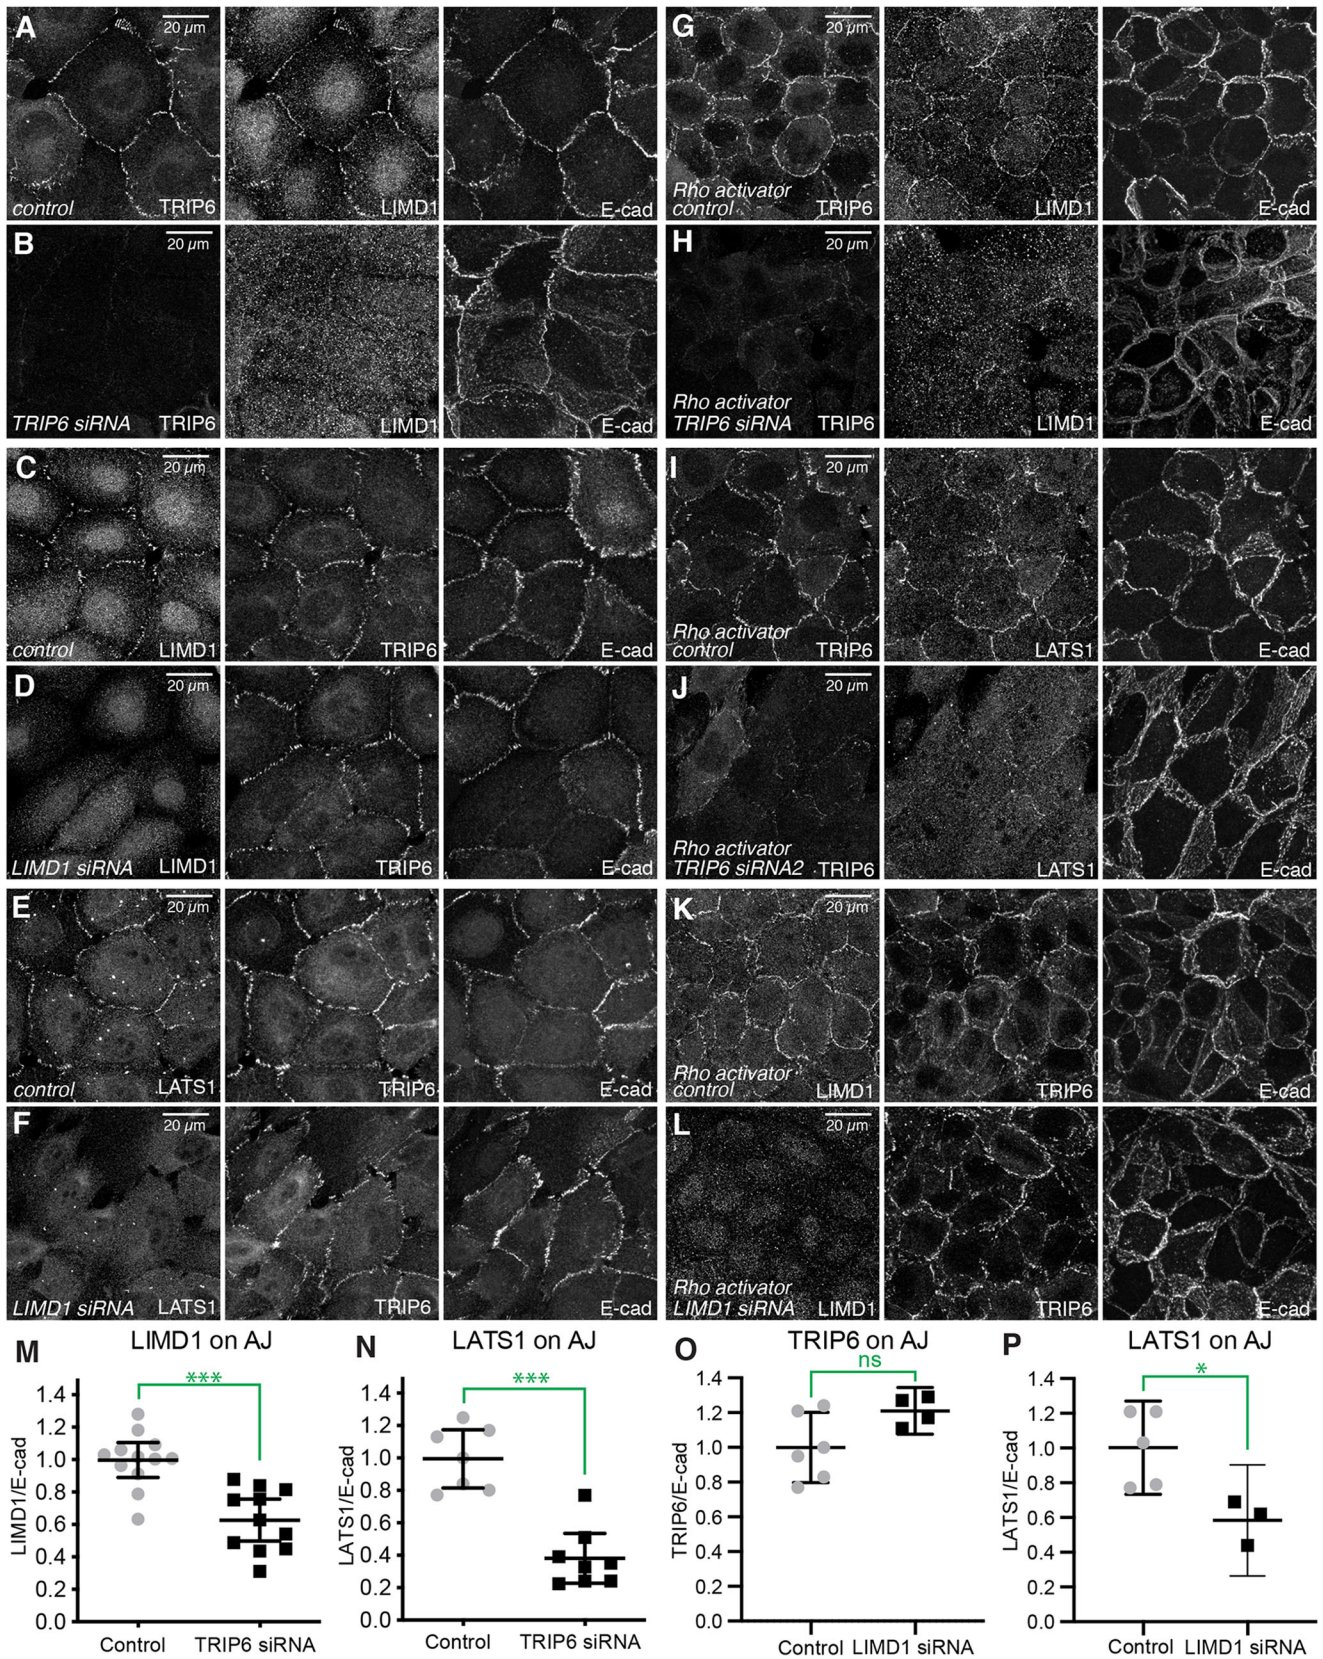 A 20 µm control TRIP6 LIMD1 E-cad
G 20 µm Rho activator control TRIP6 LIMD1 E-cad
B 20 µm TRIP6 siRNA TRIP6 LIMD1 E-cad
H 20 µm Rho activator TRIP6 siRNA TRIP6 LIMD1 E-cad
C 20 µm control LIMD1 TRIP6 E-cad
I 20 µm Rho activator control TRIP6 LATS1 E-cad
D 20 µm LIMD1 siRNA LIMD1 TRIP6 E-cad
J 20 µm Rho activator TRIP6 siRNA2 TRIP6 LATS1 E-cad
E 20 µm control LATS1 TRIP6 E-cad
K 20 µm Rho activator control LIMD1 TRIP6 E-cad
F 20 µm LIMD1 siRNA LATS1 TRIP6 E-cad
L 20 µm Rho activator LIMD1 siRNA LIMD1 TRIP6 E-cad
M LIMD1 on AJ
***
LIMD1/E-cad
1.4
1.2
1.0
0.8
0.6
0.4
0.2
0.0
Control TRIP6 siRNA
N LATS1 on AJ
***
LATS1/E-cad
1.4
1.2
1.0
0.8
0.6
0.4
0.2
0.0
Control TRIP6 siRNA
O TRIP6 on AJ
ns
TRIP6/E-cad
1.4
1.2
1.0
0.8
0.6
0.4
0.2
0.0
Control LIMD1 siRNA
P LATS1 on AJ
*
LATS1/E-cad
1.4
1.2
1.0
0.8
0.6
0.4
0.2
0.0
Control LIMD1 siRNA